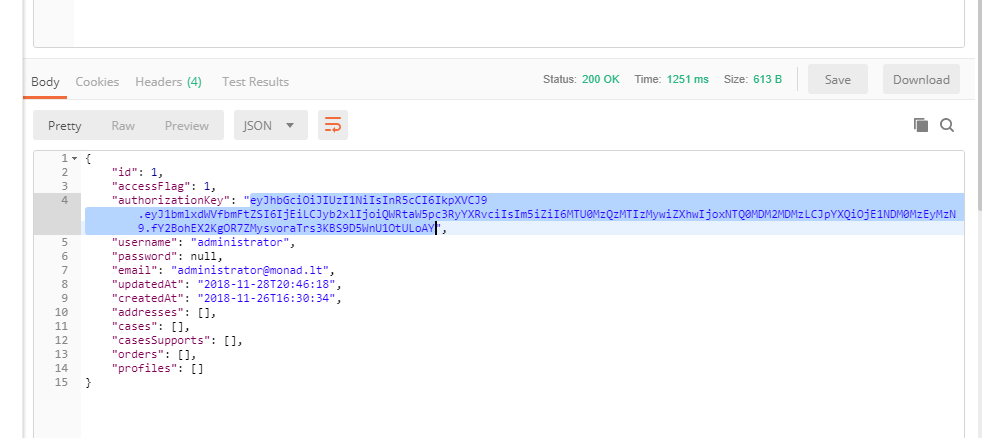 Body Cookies Headers (4) Test Results Status: 200 OK Time: 1251 ms Size: 613 B Save Download
Pretty Raw Preview JSON
1 {
2 "id": 1,
3 "accessFlag": 1,
4 "authorizationKey": "eyJhbGciOiJIUzI1NiIsInR5cCI6IkpXVCJ9
.eyJ1bmlxdWVfbmFtZSI6IjEiLCJyb2xlIjoiQWRtaW5pc3RyYXRvciIsIm5iZiI6MTU0MzQzMTIzMywiZXhwIjoxNTQ0MDM2MDMzLCJpYXQiOjE1NDM0MzEyMzN
9.fY2BohEX2KgOR7ZMysvoraTrs3KBS9D5WnU1OtULoAY",
5 "username": "administrator",
6 "password": null,
7 "email": "administrator@monad.lt",
8 "updatedAt": "2018-11-28T20:46:18",
9 "createdAt": "2018-11-26T16:30:34",
10 "addresses": [],
11 "cases": [],
12 "casesSupports": [],
13 "orders": [],
14 "profiles": []
15 }